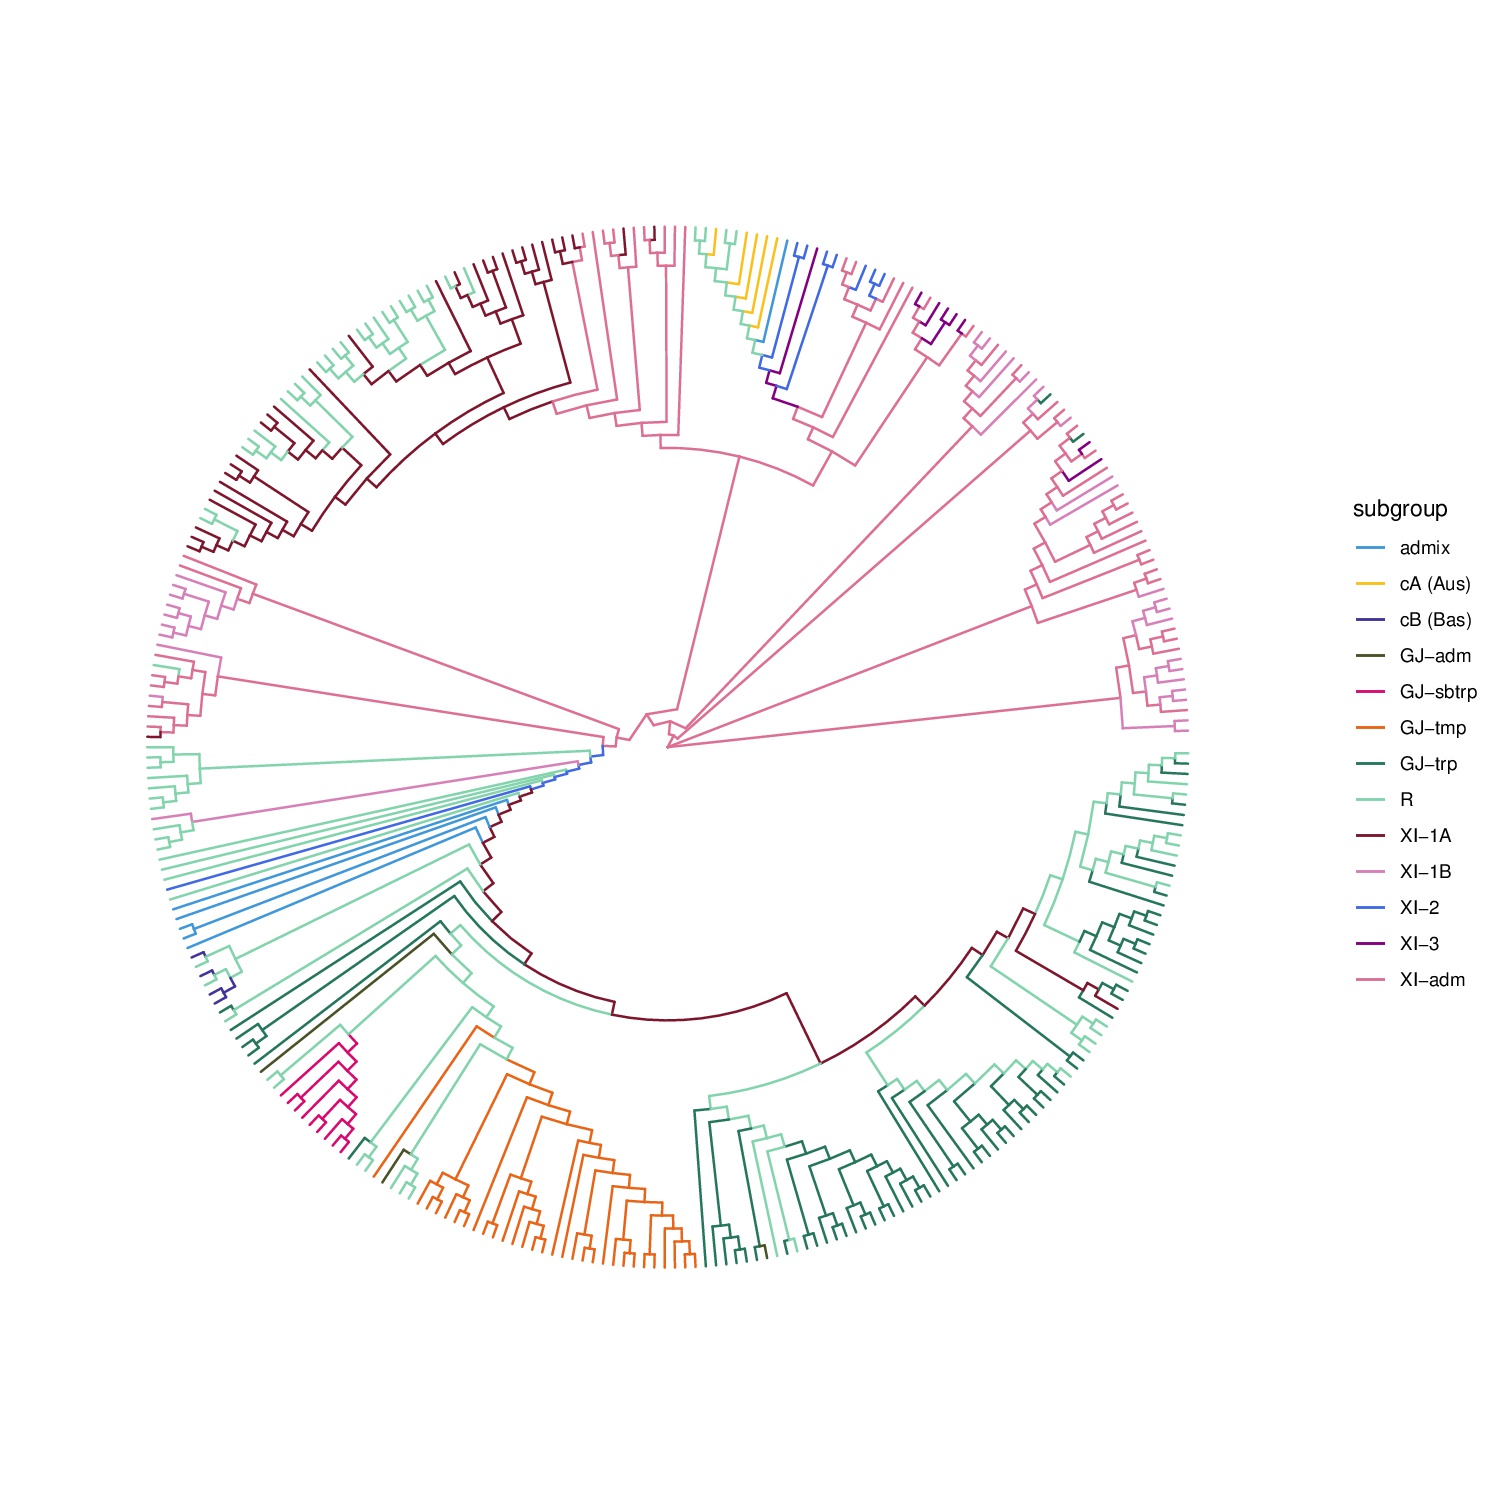 subgroup
admix
cA (Aus)
cB (Bas)
GJ−adm
GJ−sbtrp
GJ−tmp
GJ−trp
R
XI−1A
XI−1B
XI−2
XI−3
XI−adm